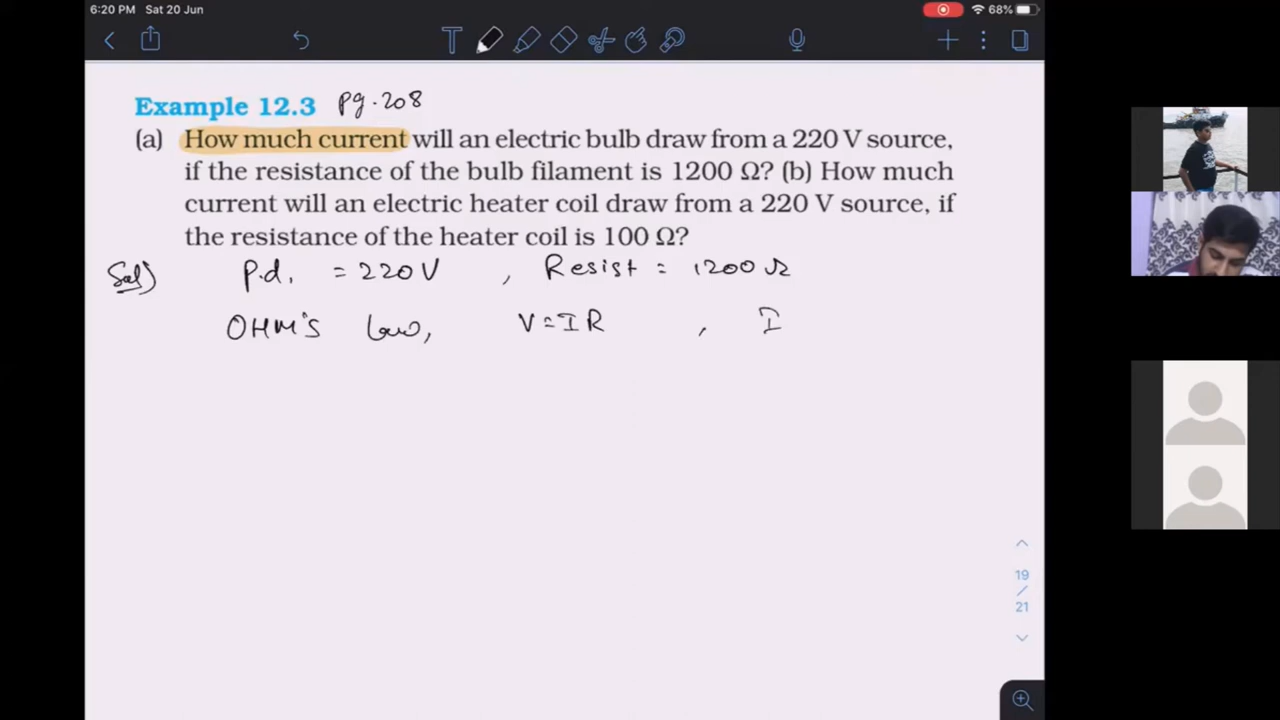 6:20 PM Sat 20 Jun 68%
Example 12.3 pg.208
(a) How much current will an electric bulb draw from a 220 V source,
if the resistance of the bulb filament is 1200 Ω? (b) How much
current will an electric heater coil draw from a 220 V source, if
the resistance of the heater coil is 100 Ω?
Sol) P.d. = 220 V , Resist = 1200 Ω
OHM's law, V = IR , I
19
/
21